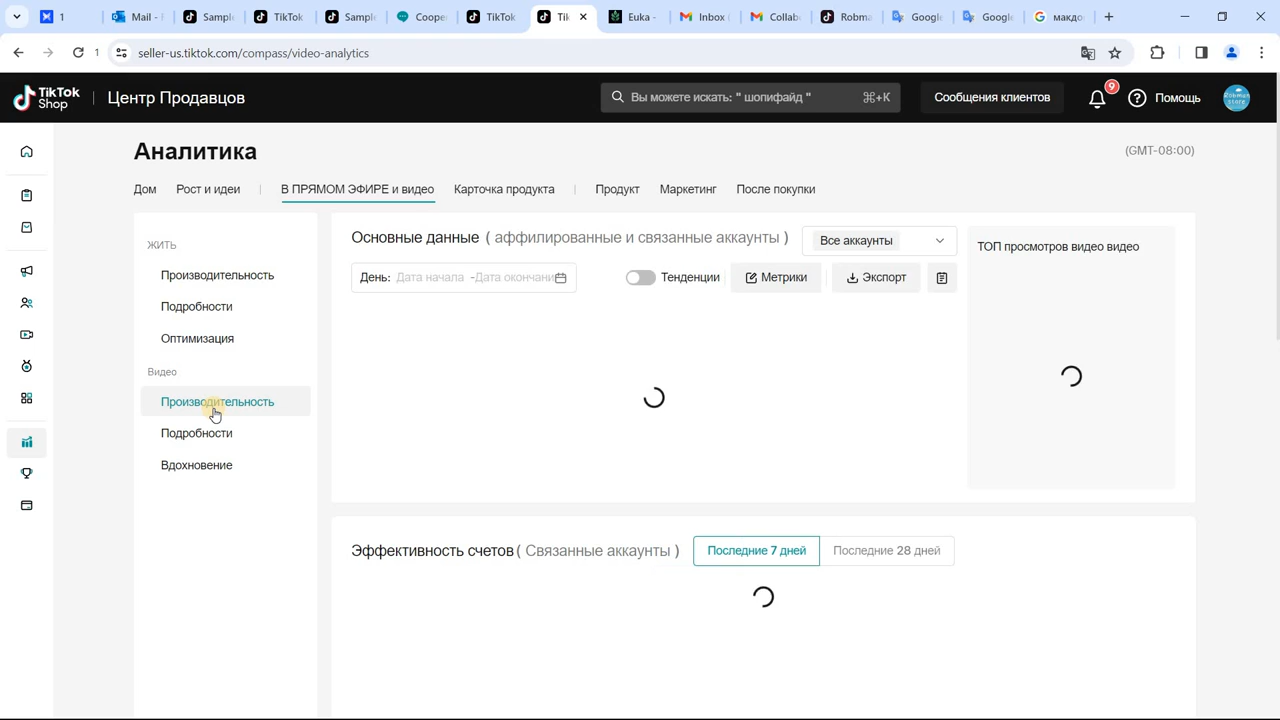 1
Mail -
Sample
TikTok
Sample
Coope
TikTok
Tik
Euka -
Inbox (
Collab
Robma
Google
Google
макдо
1
seller-us.tiktok.com/compass/video-analytics
TikTok Shop
Центр Продавцов
Вы можете искать: " шопифайд "
⌘+K
Сообщения клиентов
9
Помощь
Аналитика
(GMT-08:00)
Дом
Рост и идеи
В ПРЯМОМ ЭФИРЕ и видео
Карточка продукта
Продукт
Маркетинг
После покупки
ЖИТЬ
Производительность
Подробности
Оптимизация
Видео
Производительность
Подробности
Вдохновение
Основные данные ( аффилированные и связанные аккаунты )
Все аккаунты
День: Дата начала -Дата окончани
Тенденции
Метрики
Экспорт
ТОП просмотров видео видео
Эффективность счетов ( Связанные аккаунты )
Последние 7 дней
Последние 28 дней